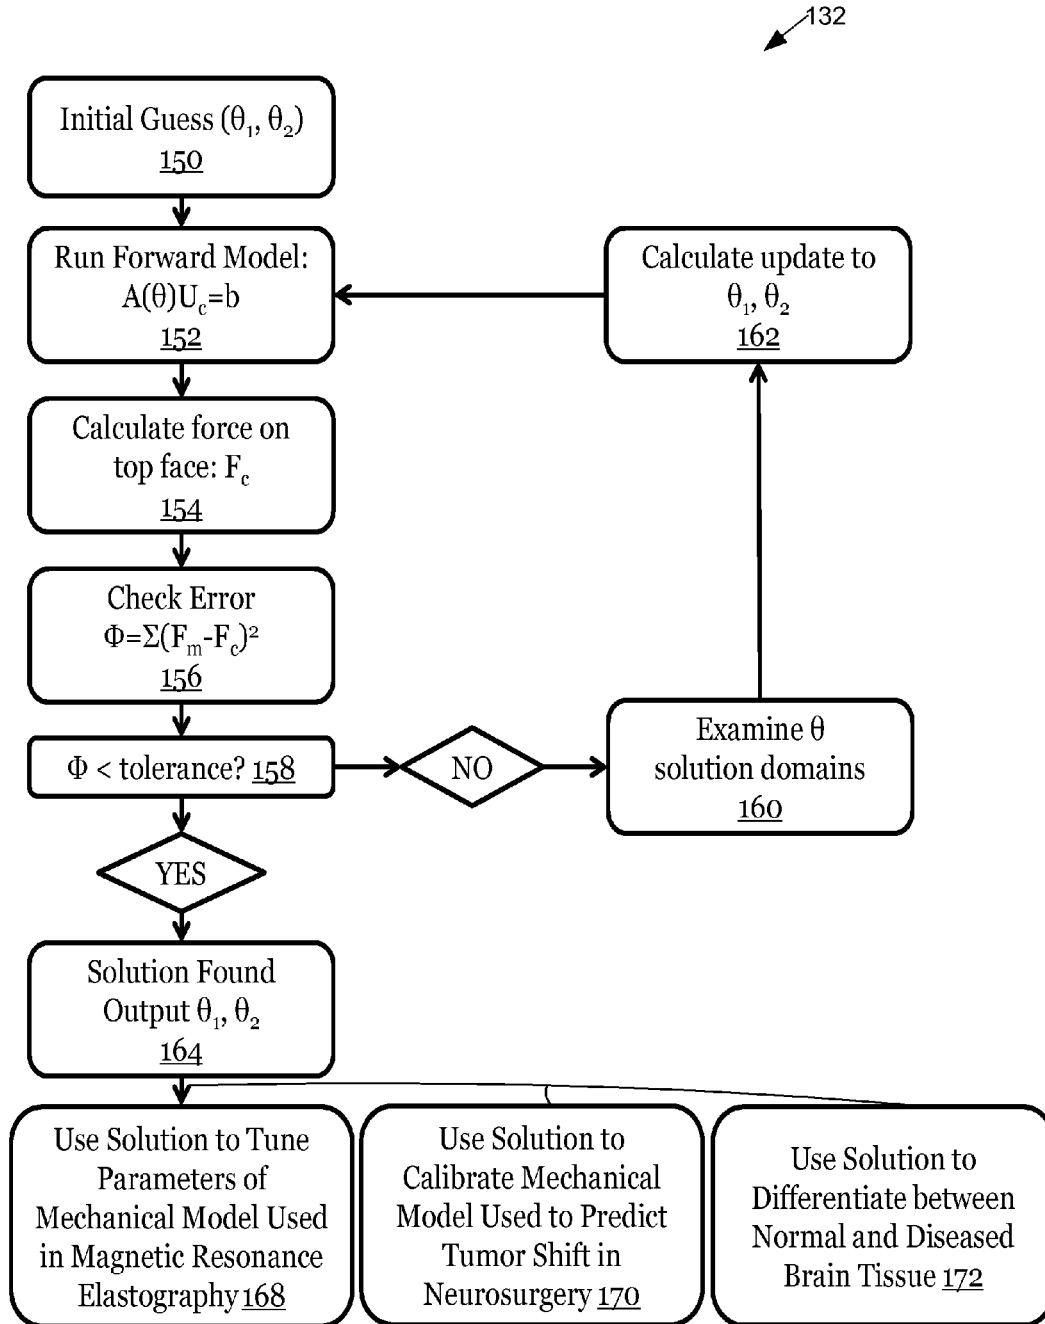 132
Initial Guess (θ₁, θ₂)
150
Run Forward Model:
A(θ)U꜀=b
152
Calculate update to
θ₁, θ₂
162
Calculate force on
top face: F꜀
154
Check Error
Φ=Σ(Fₘ-F꜀)²
156
Φ < tolerance? 158
NO
Examine θ
solution domains
160
YES
Solution Found
Output θ₁, θ₂
164
Use Solution to Tune
Parameters of
Mechanical Model Used
in Magnetic Resonance
Elastography 168
Use Solution to
Calibrate Mechanical
Model Used to Predict
Tumor Shift in
Neurosurgery 170
Use Solution to
Differentiate between
Normal and Diseased
Brain Tissue 172